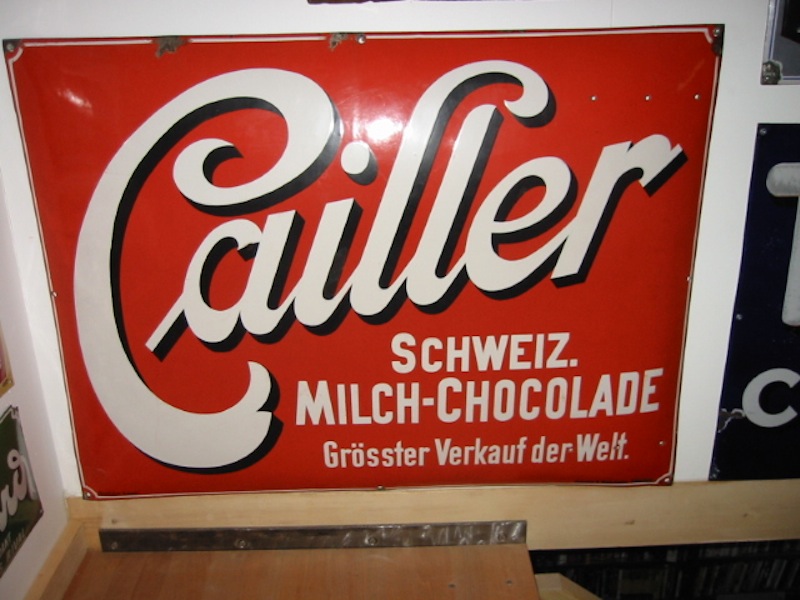 Cailler
SCHWEIZ.
MILCH-CHOCOLADE
Grösster Verkauf der Welt.